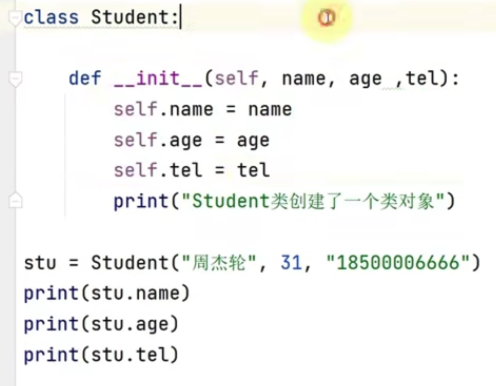 class Student:
def __init__(self, name, age ,tel):
self.name = name
self.age = age
self.tel = tel
print("Student类创建了一个类对象")
stu = Student("周杰轮", 31, "18500006666")
print(stu.name)
print(stu.age)
print(stu.tel)